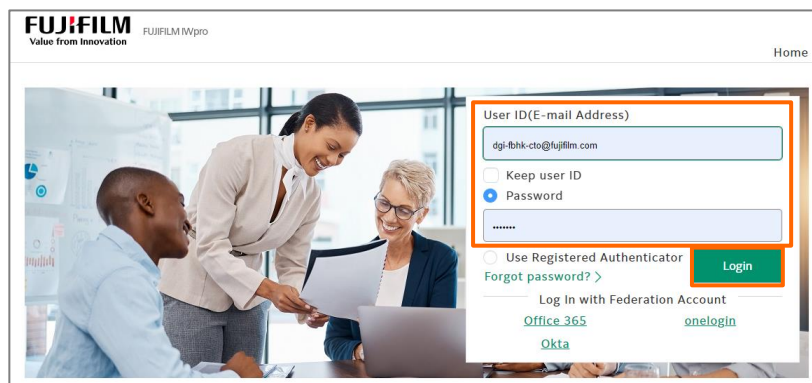 FUJIFILM
Value from Innovation
FUJIFILM IWpro
Home
User ID(E-mail Address)
dgi-fbhk-cto@fujifilm.com
Keep user ID
Password
•••••••
Use Registered Authenticator
Forgot password? >
Login
Log In with Federation Account
Office 365
onelogin
Okta